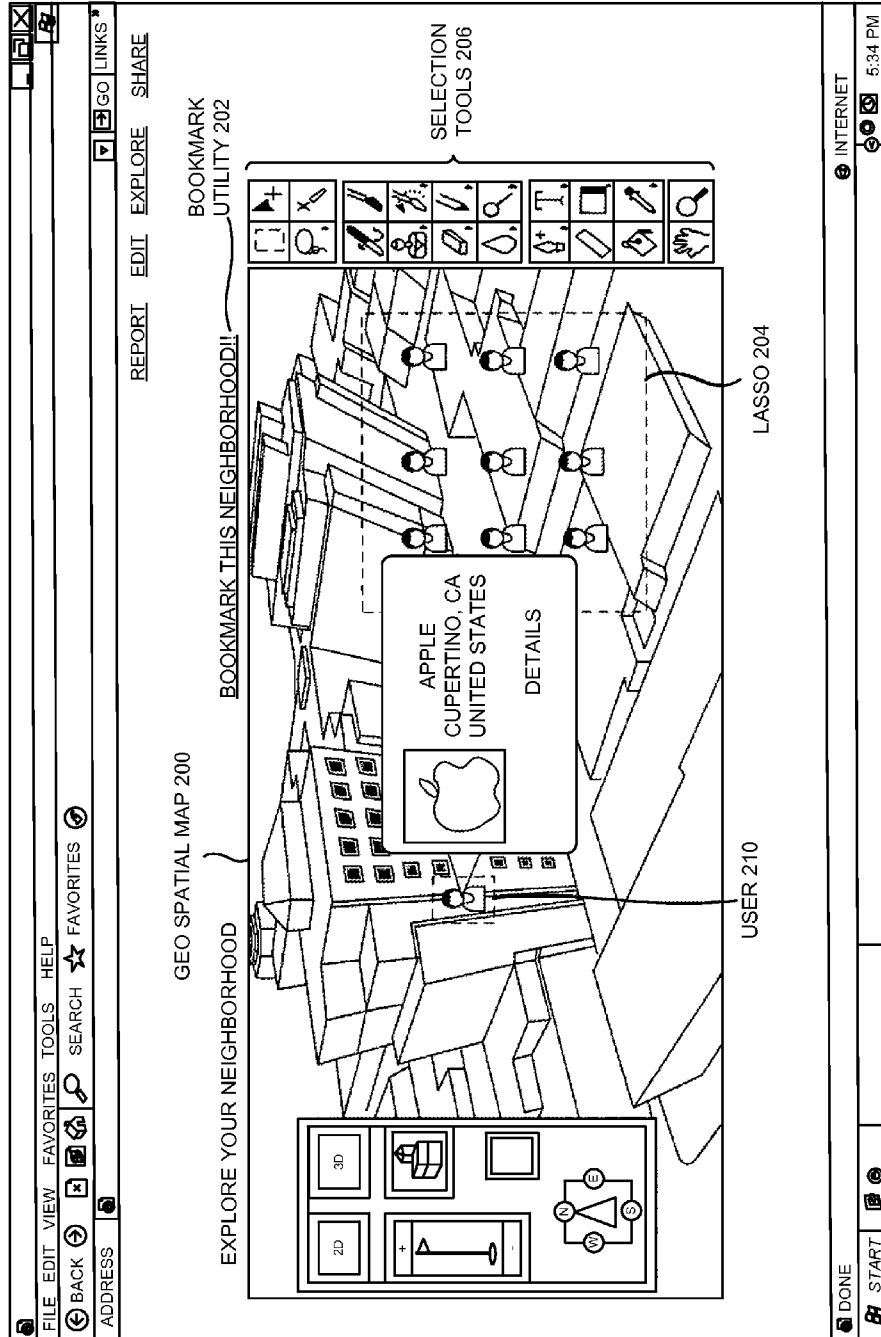 FILE EDIT VIEW FAVORITES TOOLS HELP
BACK SEARCH FAVORITES
ADDRESS GO LINKS
REPORT EDIT EXPLORE SHARE
GEO SPATIAL MAP 200
BOOKMARK
UTILITY 202
EXPLORE YOUR NEIGHBORHOOD
BOOKMARK THIS NEIGHBORHOOD!!
2D
3D
+
-
N
W
E
S
APPLE
CUPERTINO, CA
UNITED STATES
DETAILS
SELECTION
TOOLS 206
T
USER 210
LASSO 204
DONE
INTERNET
START
5:34 PM